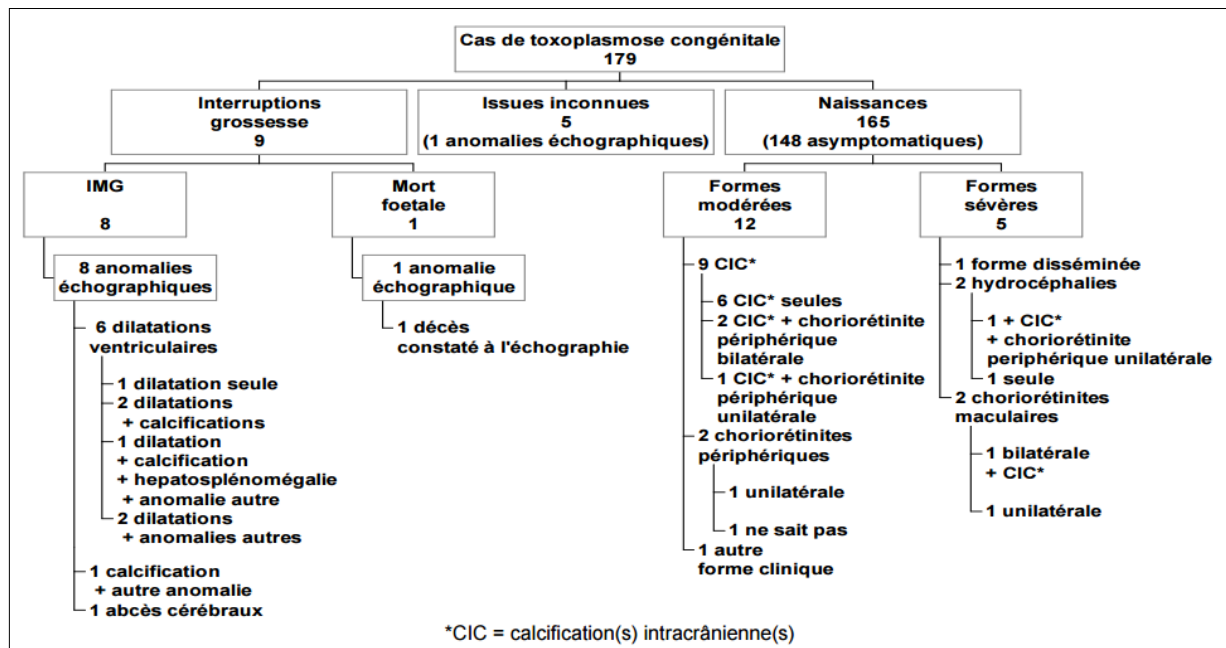 Cas de toxoplasmose congénitale
179
Interruptions
grossesse
9
Issues inconnues
5
(1 anomalies échographiques)
Naissances
165
(148 asymptomatiques)
IMG
8
Mort
foetale
1
Formes
modérées
12
Formes
sévères
5
8 anomalies
échographiques
6 dilatations
ventriculaires
1 dilatation seule
2 dilatations
+ calcifications
1 dilatation
+ calcification
+ hepatosplénomégalie
+ anomalie autre
2 dilatations
+ anomalies autres
1 calcification
+ autre anomalie
1 abcès cérébraux
1 anomalie
échographique
1 décès
constaté à l'échographie
9 CIC*
6 CIC* seules
2 CIC* + choriorétinite
périphérique
bilatérale
1 CIC* + choriorétinite
périphérique
unilatérale
2 choriorétinites
périphériques
1 unilatérale
1 ne sait pas
1 autre
forme clinique
1 forme disséminée
2 hydrocéphalies
1 + CIC*
+ choriorétinite
periphérique unilatérale
1 seule
2 choriorétinites
maculaires
1 bilatérale
+ CIC*
1 unilatérale
*CIC = calcification(s) intracrânienne(s)